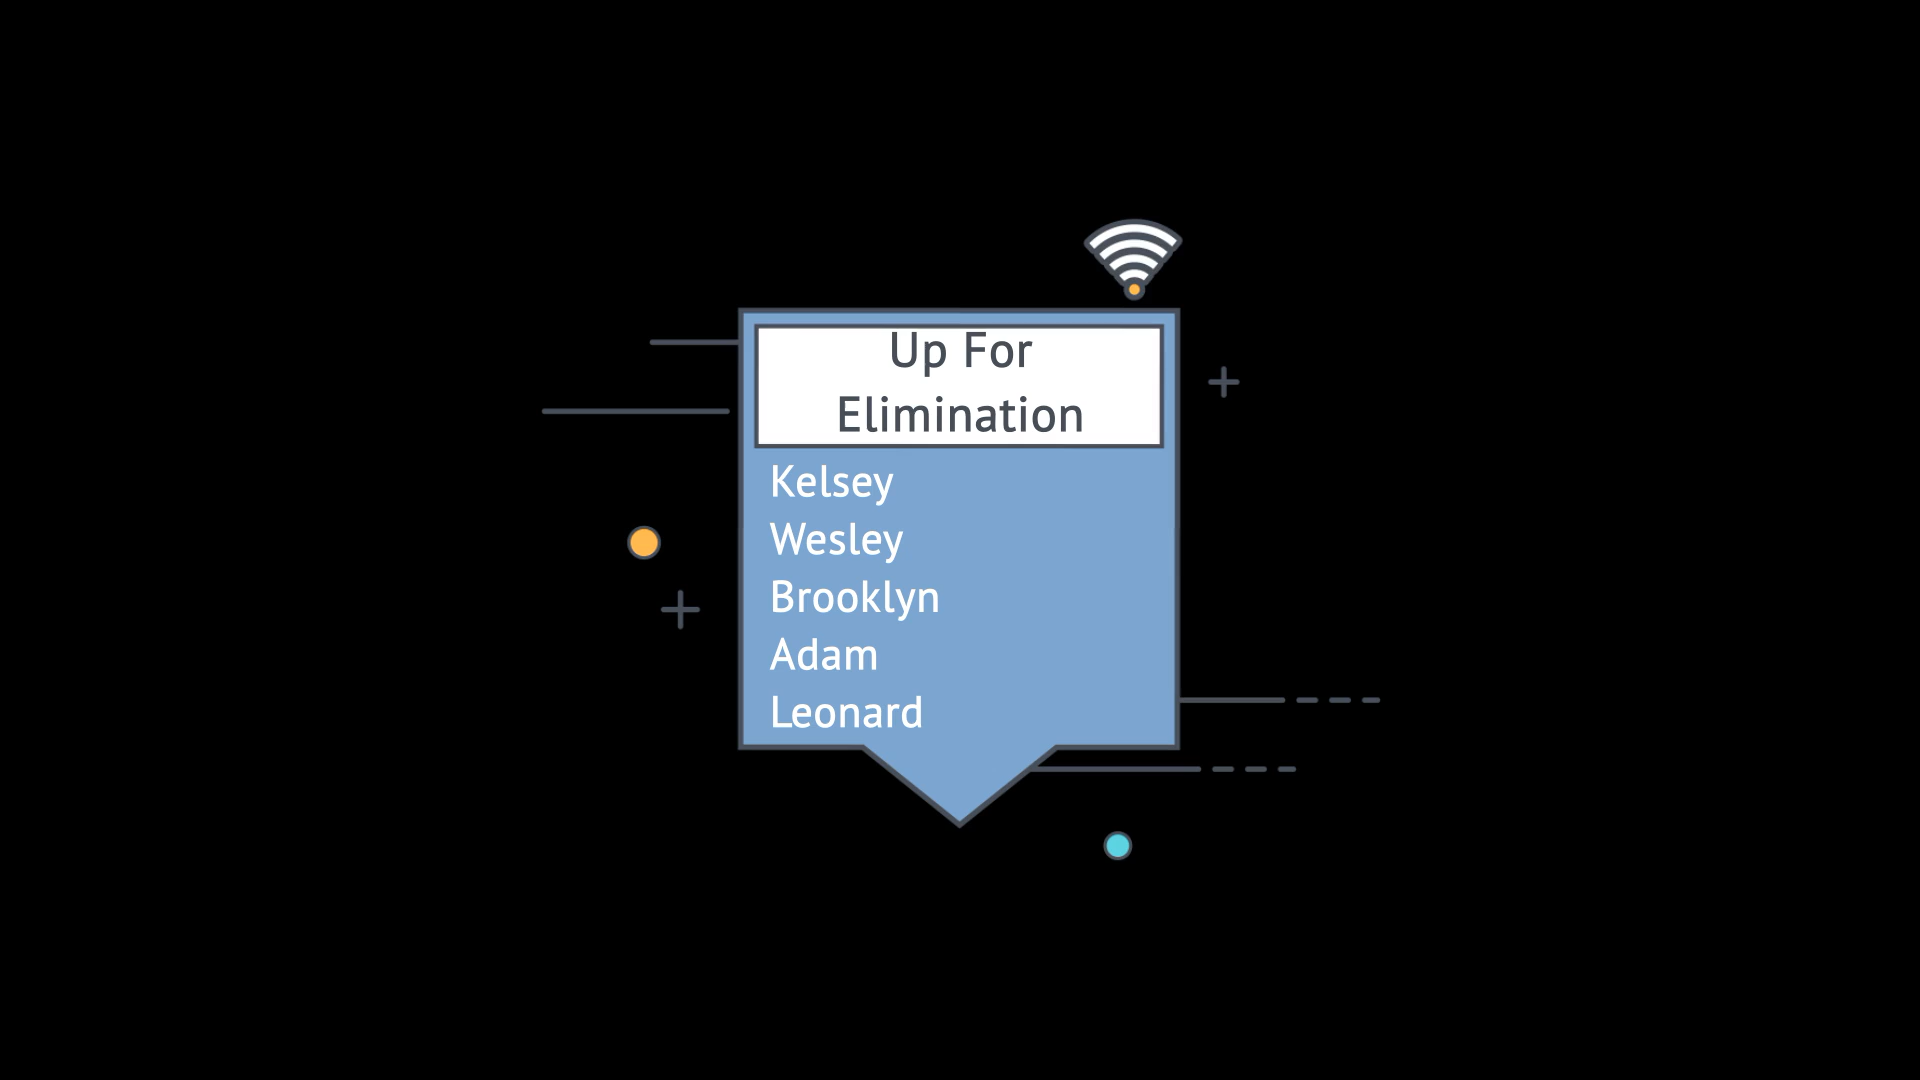 Up For
Elimination
Kelsey
Wesley
Brooklyn
Adam
Leonard